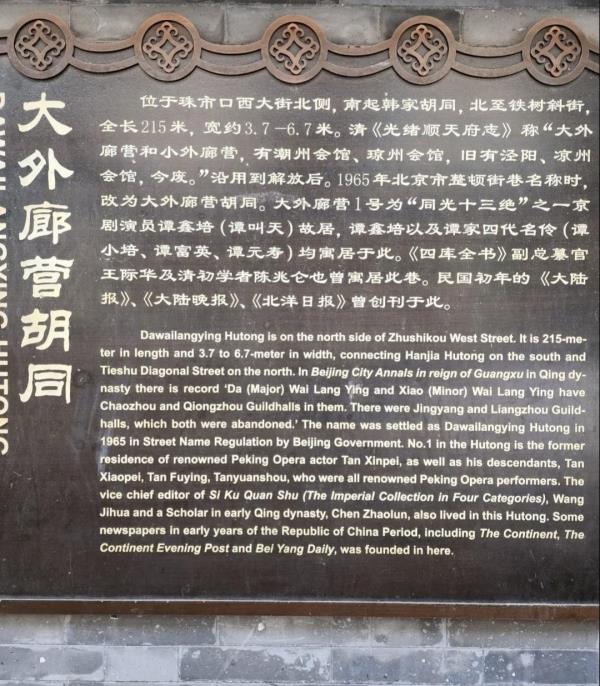 大外廊营胡同
DAWAILANGYING HUTONG
位于珠市口西大街北侧，南起韩家胡同，北至铁树斜街，
全长215米，宽约3.7－6.7米。清《光绪顺天府志》称“大外
廊营和小外廊营，有潮州会馆、琼州会馆，旧有泾阳、凉州
会馆，今废。”沿用到解放后。1965年北京市整顿街巷名称时，
改为大外廊营胡同。大外廊营1号为“同光十三绝”之一京
剧演员谭鑫培（谭叫天）故居，谭鑫培以及谭家四代名伶（谭
小培、谭富英、谭元寿）均寓居于此。《四库全书》副总纂官
王际华及清初学者陈兆仑也曾寓居此巷。民国初年的《大陆
报》、《大陆晚报》、《北洋日报》曾创刊于此。
Dawailangying Hutong is on the north side of Zhushikou West Street. It is 215-me-
ter in length and 3.7 to 6.7-meter in width, connecting Hanjia Hutong on the south and
Tieshu Diagonal Street on the north. In Beijing City Annals in reign of Guangxu in Qing dy-
nasty there is record ‘Da (Major) Wai Lang Ying and Xiao (Minor) Wai Lang Ying have
Chaozhou and Qiongzhou Guildhalls in them. There were Jingyang and Liangzhou Guild-
halls, which both were abandoned.’ The name was settled as Dawailangying Hutong in
1965 in Street Name Regulation by Beijing Government. No.1 in the Hutong is the former
residence of renowned Peking Opera actor Tan Xinpei, as well as his descendants, Tan
Xiaopei, Tan Fuying, Tanyuanshou, who were all renowned Peking Opera performers. The
vice chief editor of Si Ku Quan Shu (The Imperial Collection in Four Categories), Wang
Jihua and a Scholar in early Qing dynasty, Chen Zhaolun, also lived in this Hutong. Some
newspapers in early years of the Republic of China Period, including The Continent, The
Continent Evening Post and Bei Yang Daily, was founded in here.